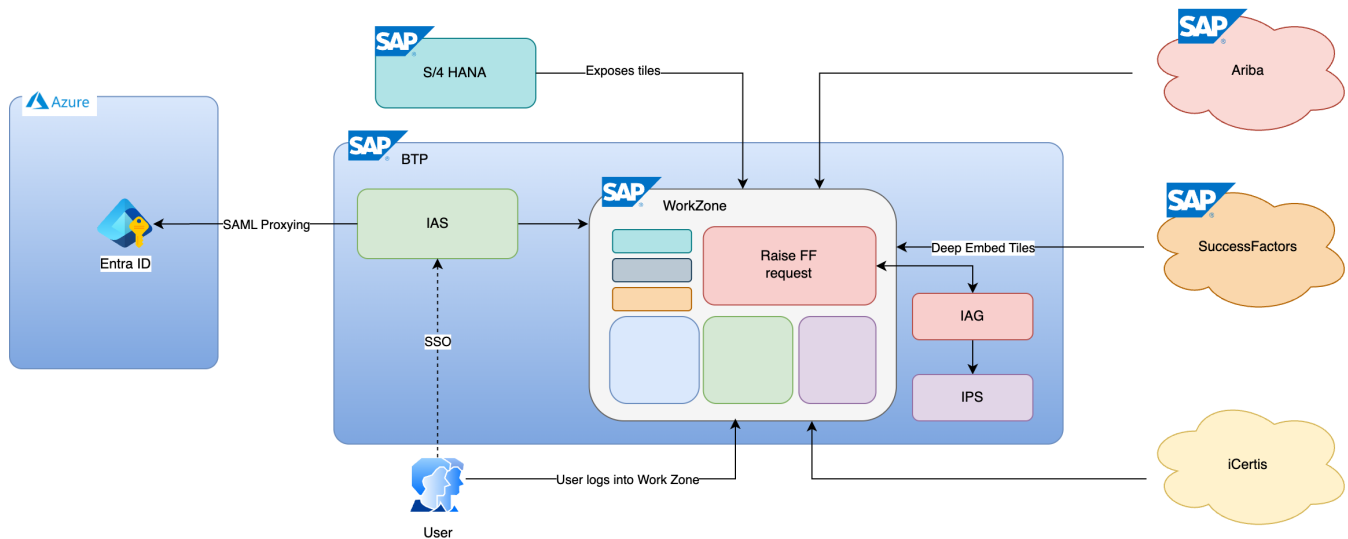 SAP
S/4 HANA
Exposes tiles
SAP
Ariba
Azure
SAP
BTP
SAP
WorkZone
IAS
SAML Proxying
Entra ID
Raise FF
request
Deep Embed Tiles
SAP
SuccessFactors
IAG
SSO
IPS
iCertis
User logs into Work Zone
User